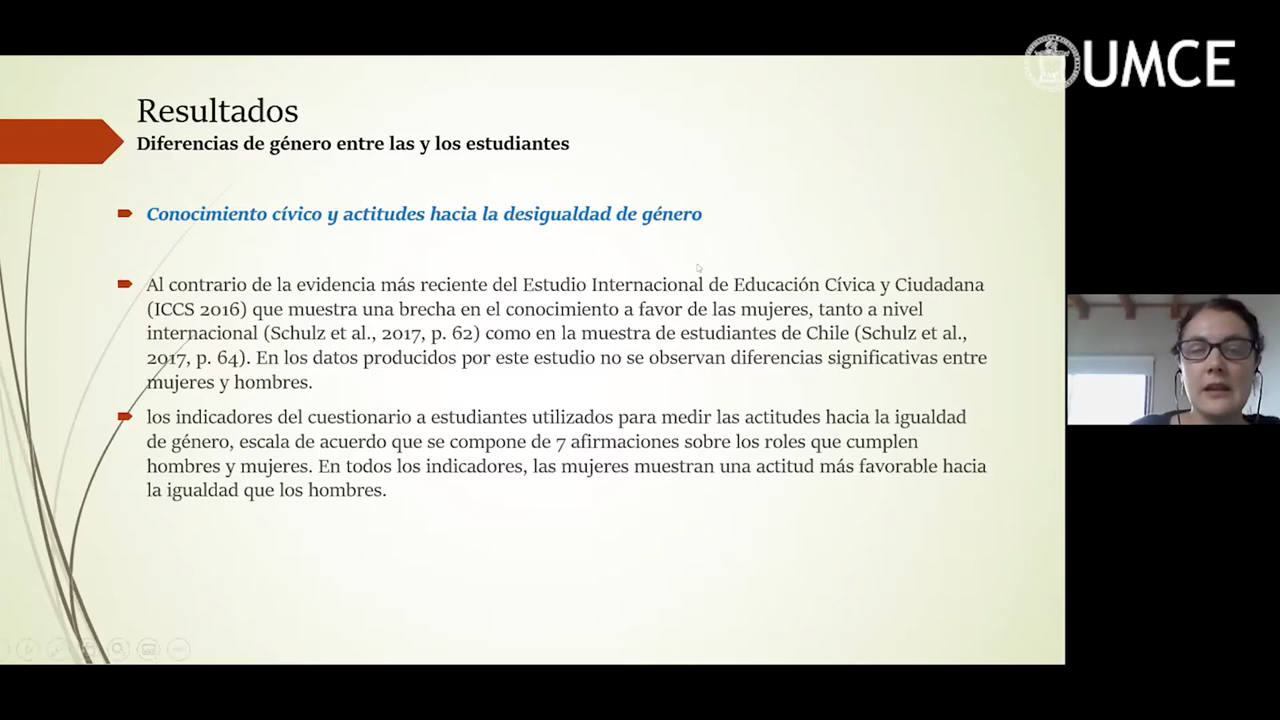 UMCE
Resultados
Diferencias de género entre las y los estudiantes
Conocimiento cívico y actitudes hacia la desigualdad de género
Al contrario de la evidencia más reciente del Estudio Internacional de Educación Cívica y Ciudadana
(ICCS 2016) que muestra una brecha en el conocimiento a favor de las mujeres, tanto a nivel
internacional (Schulz et al., 2017, p. 62) como en la muestra de estudiantes de Chile (Schulz et al.,
2017, p. 64). En los datos producidos por este estudio no se observan diferencias significativas entre
mujeres y hombres.
los indicadores del cuestionario a estudiantes utilizados para medir las actitudes hacia la igualdad
de género, escala de acuerdo que se compone de 7 afirmaciones sobre los roles que cumplen
hombres y mujeres. En todos los indicadores, las mujeres muestran una actitud más favorable hacia
la igualdad que los hombres.